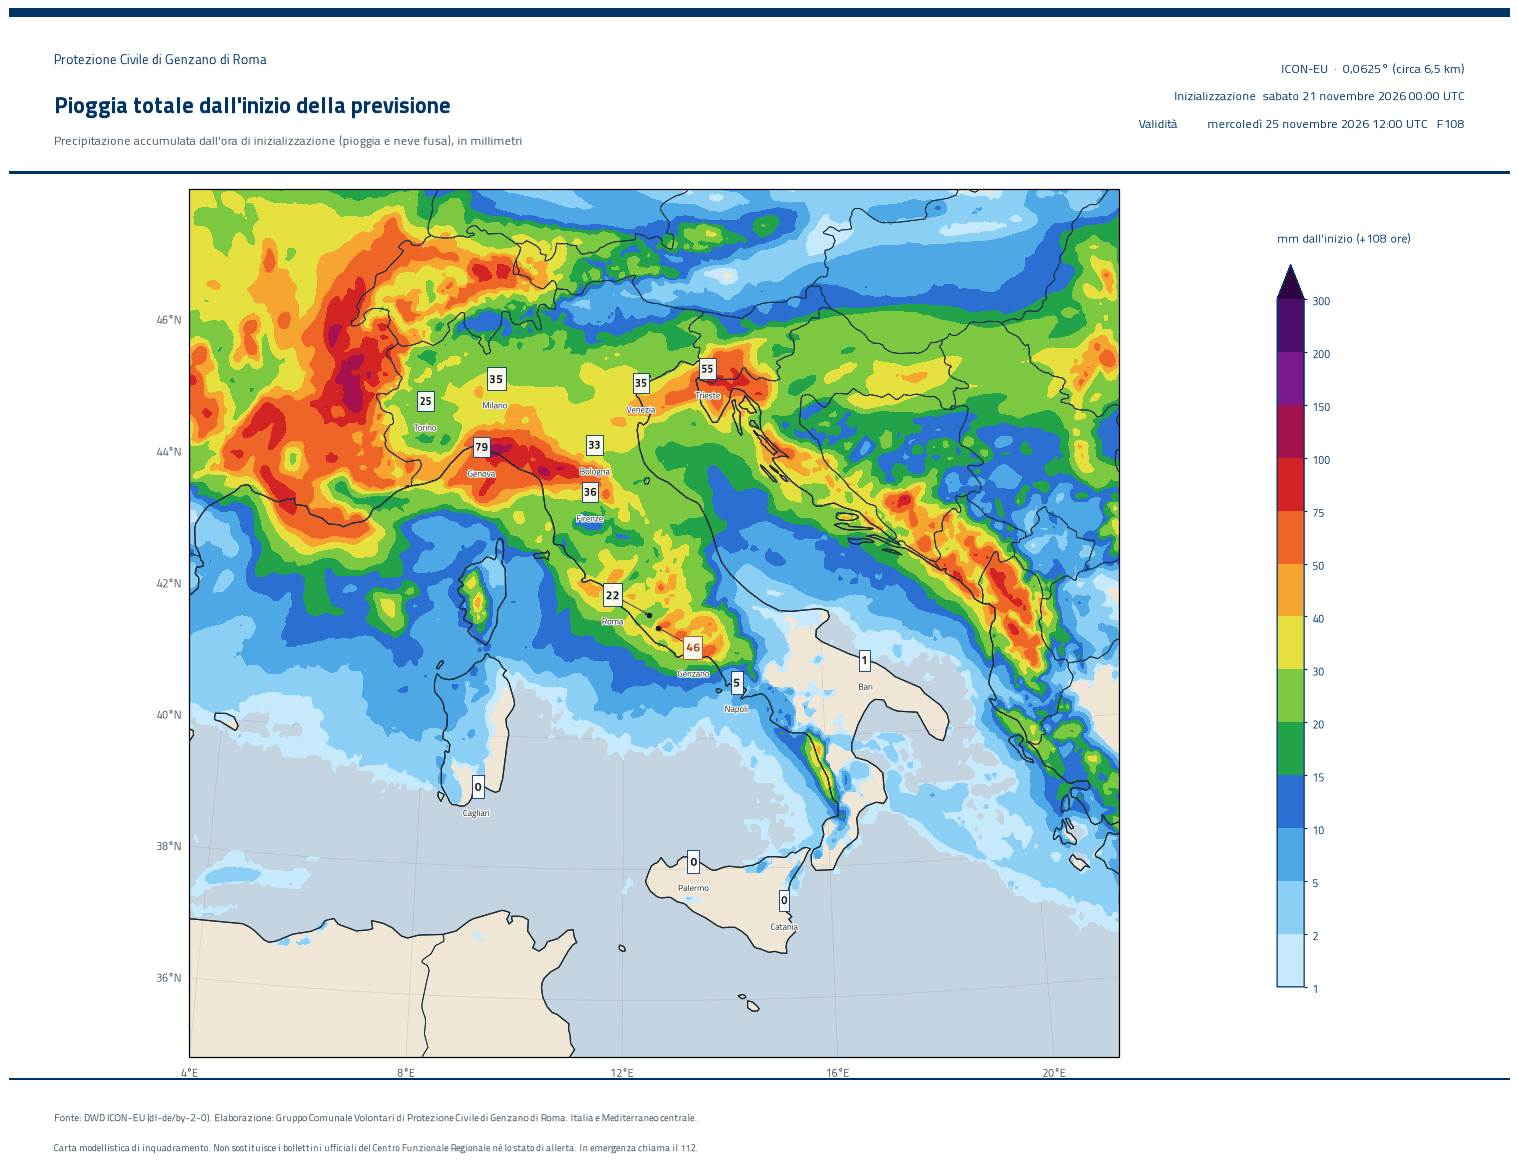 Protezione Civile di Genzano di Roma
Pioggia totale dall'inizio della previsione
Precipitazione accumulata dall'ora di inizializzazione (pioggia e neve fusa), in millimetri
ICON-EU · 0,0625° (circa 6,5 km)
Inizializzazione sabato 21 novembre 2026 00:00 UTC
Validità mercoledì 25 novembre 2026 12:00 UTC F108
mm dall'inizio (+108 ore)
300
200
150
100
75
50
40
30
20
15
10
5
2
1
46°N
44°N
42°N
40°N
38°N
36°N
4°E
8°E
12°E
16°E
20°E
55
Trieste
35
Milano
35
Venezia
25
Torino
79
Genova
33
Bologna
36
Firenze
22
Roma
46
Genzano
5
Napoli
1
Bari
0
Cagliari
0
Palermo
0
Catania
Fonte: DWD ICON-EU (dl-de/by-2-0). Elaborazione: Gruppo Comunale Volontari di Protezione Civile di Genzano di Roma. Italia e Mediterraneo centrale.
Carta modellistica di inquadramento. Non sostituisce i bollettini ufficiali del Centro Funzionale Regionale né lo stato di allerta. In emergenza chiama il 112.